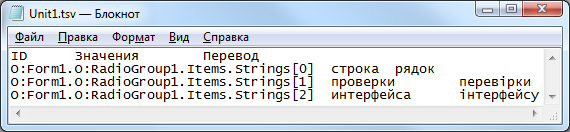 Unit1.tsv — Блокнот
Файл Правка Формат Вид Справка
ID Значения Перевод
O:Form1.O:RadioGroup1.Items.Strings[0] строка рядок
O:Form1.O:RadioGroup1.Items.Strings[1] проверки перевірки
O:Form1.O:RadioGroup1.Items.Strings[2] интерфейса інтерфейсу